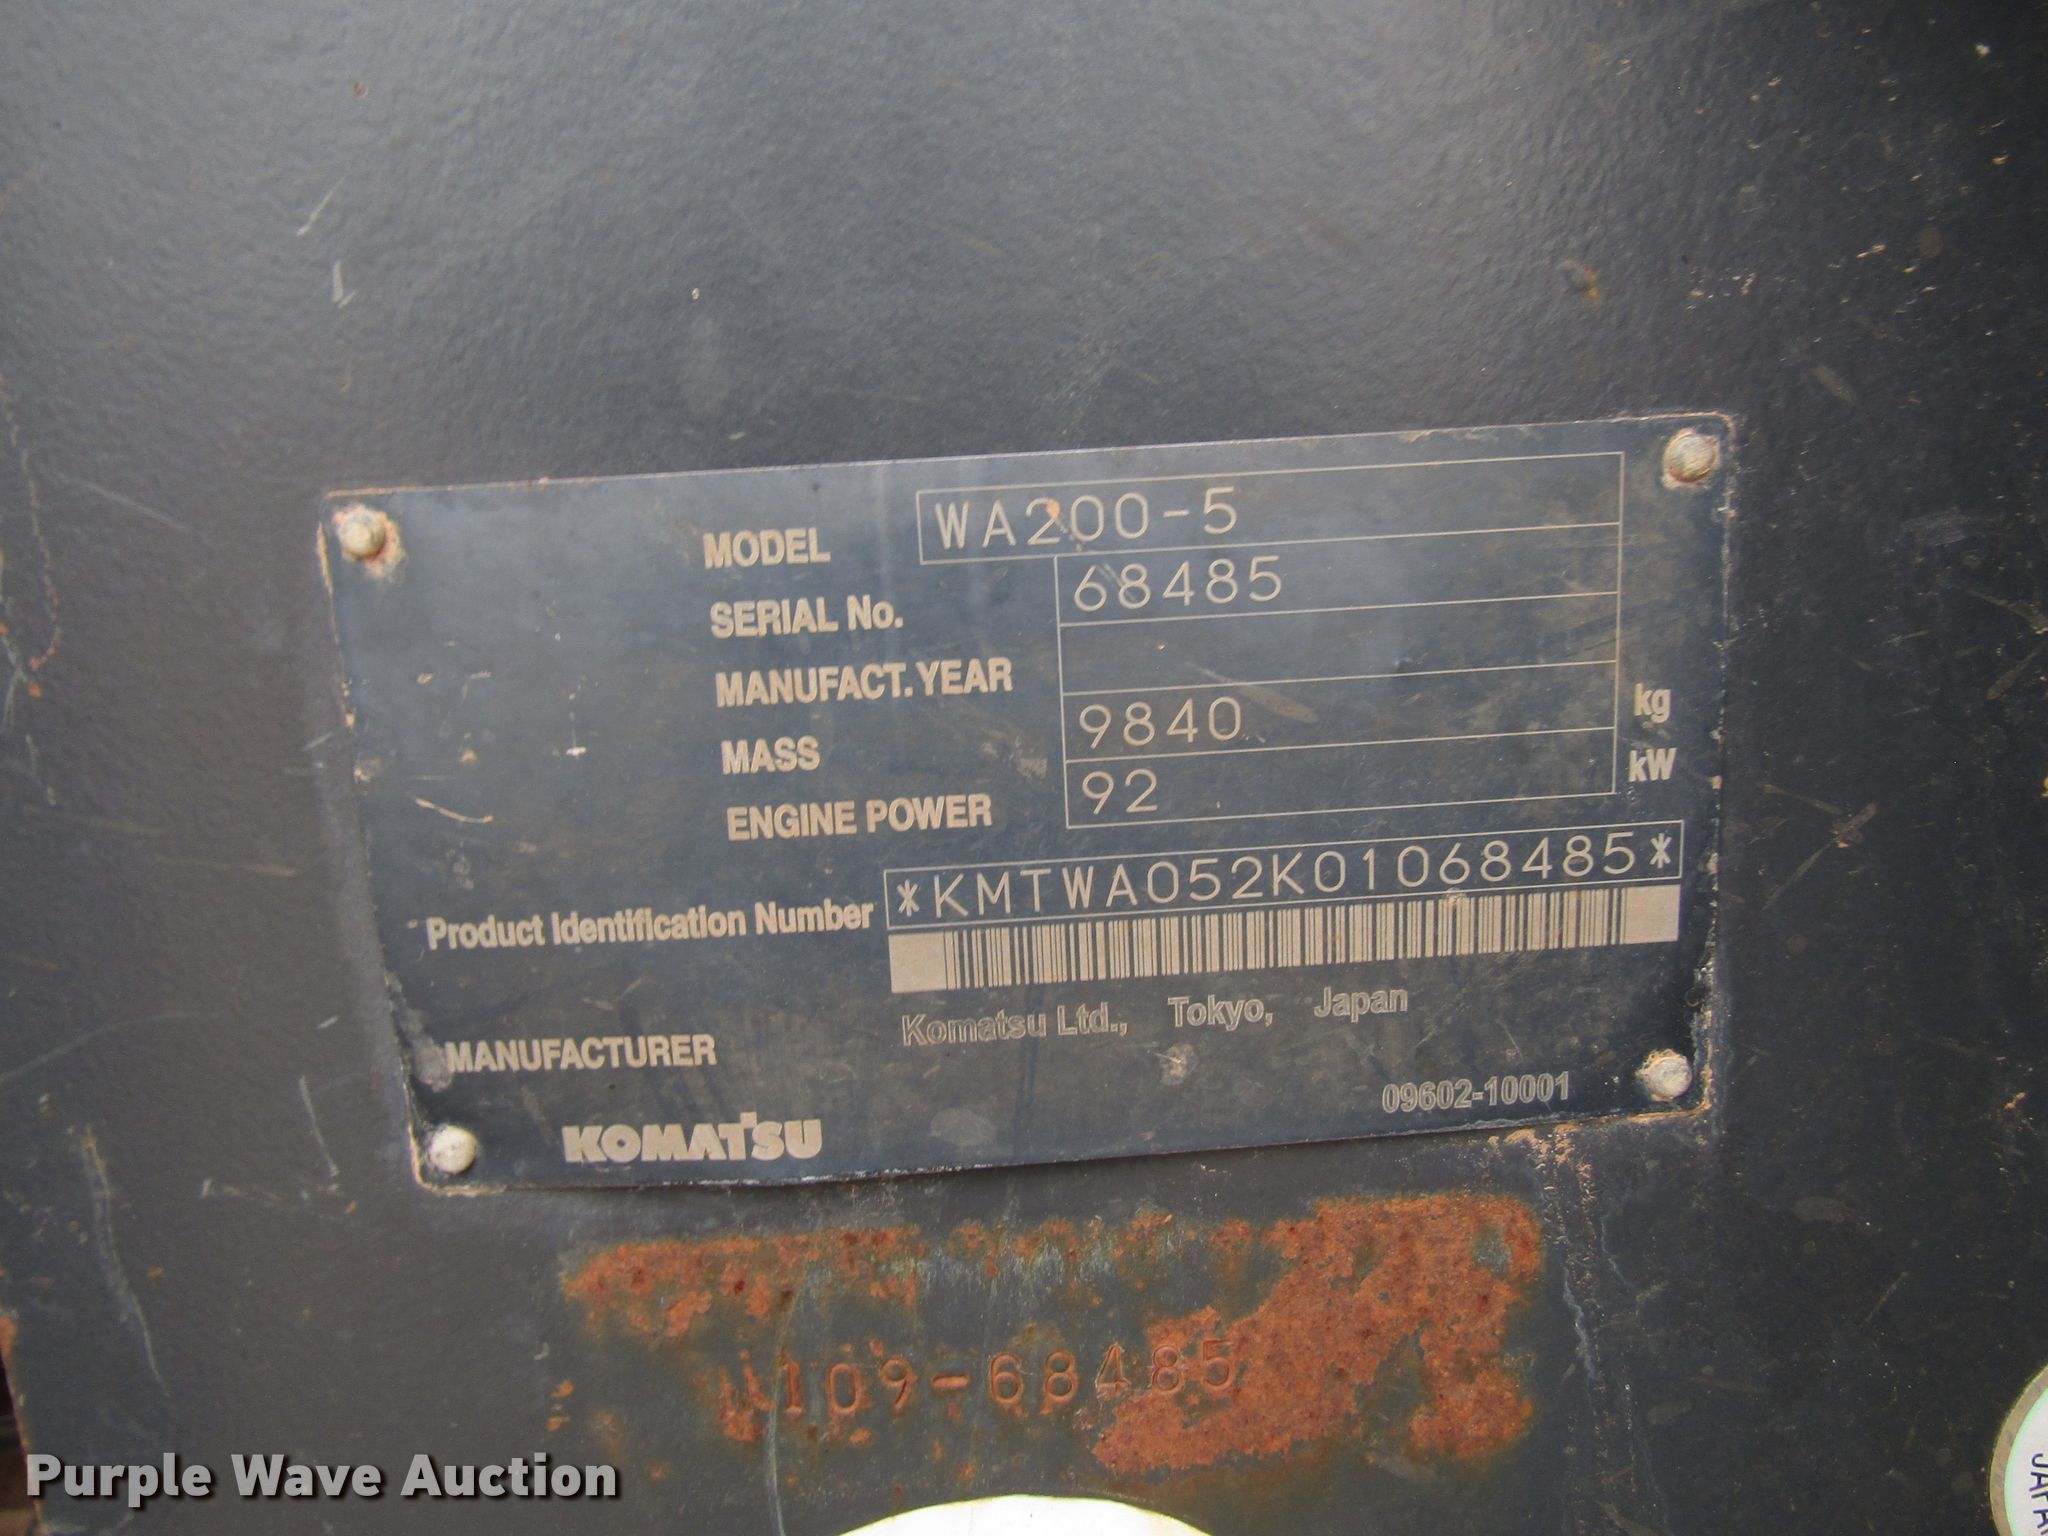 MODEL WA200-5
SERIAL No. 68485
MANUFACT. YEAR
MASS 9840 kg
ENGINE POWER 92 kW
Product Identification Number *KMTWA052K01068485*
MANUFACTURER Komatsu Ltd., Tokyo, Japan
09602-10001
KOMATSU
109-68485
Purple Wave Auction